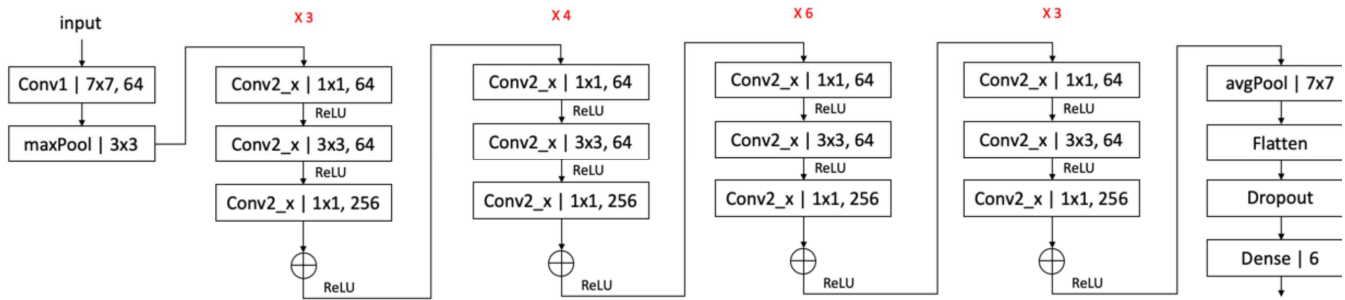 input
Conv1 | 7x7, 64
maxPool | 3x3
X 3
Conv2_x | 1x1, 64
ReLU
Conv2_x | 3x3, 64
ReLU
Conv2_x | 1x1, 256
ReLU
X 4
Conv2_x | 1x1, 64
ReLU
Conv2_x | 3x3, 64
ReLU
Conv2_x | 1x1, 256
ReLU
X 6
Conv2_x | 1x1, 64
ReLU
Conv2_x | 3x3, 64
ReLU
Conv2_x | 1x1, 256
ReLU
X 3
Conv2_x | 1x1, 64
ReLU
Conv2_x | 3x3, 64
ReLU
Conv2_x | 1x1, 256
ReLU
avgPool | 7x7
Flatten
Dropout
Dense | 6